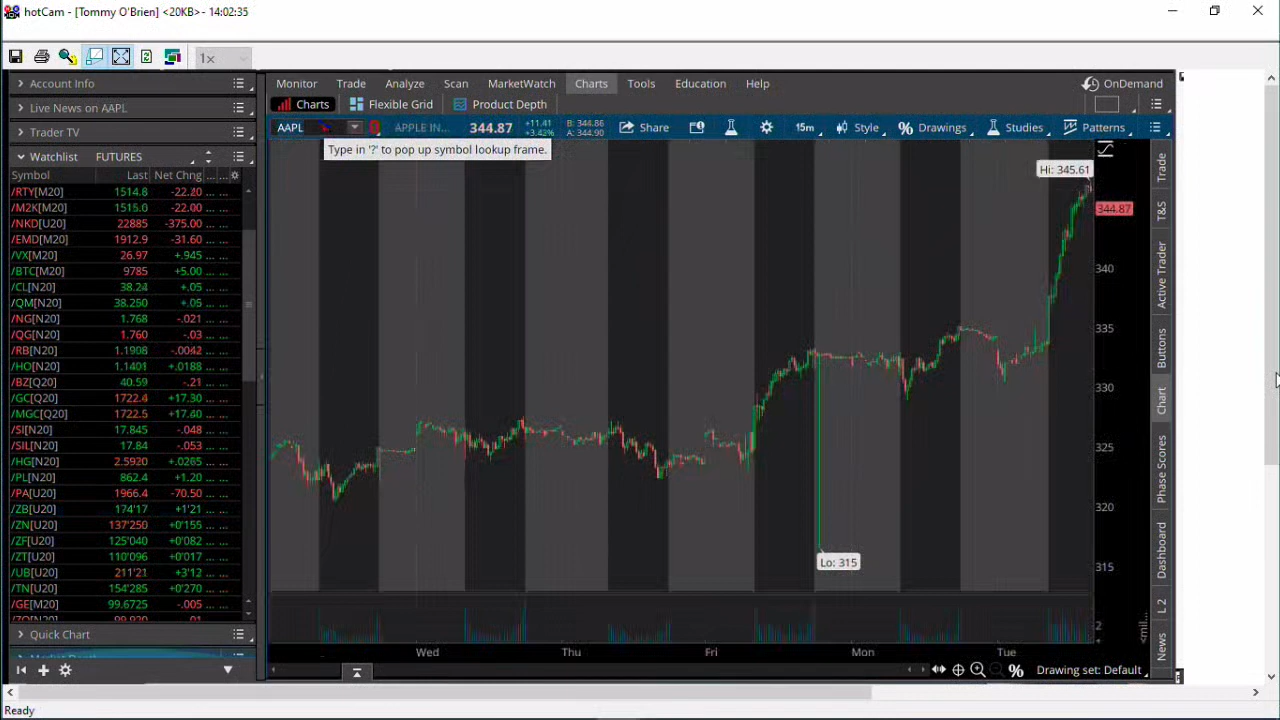 hotCam - [Tommy O'Brien] <20KB> - 14:02:35
1x
Account Info
Live News on AAPL
Trader TV
Watchlist FUTURES
Symbol Last Net Chng
/RTY[M20] 1514.8 -22.20
/M2K[M20] 1515.0 -22.00
/NKD[U20] 22885 -375.00
/EMD[M20] 1912.9 -31.60
/VX[M20] 26.97 +.945
/BTC[M20] 9785 +5.00
/CL[N20] 38.24 +.05
/QM[N20] 38.250 +.05
/NG[N20] 1.768 -.021
/QG[N20] 1.760 -.03
/RB[N20] 1.1908 -.0042
/HO[N20] 1.1401 +.0188
/BZ[Q20] 40.59 -.21
/GC[Q20] 1722.4 +17.30
/MGC[Q20] 1722.5 +17.40
/SI[N20] 17.845 -.048
/SIL[N20] 17.84 -.053
/HG[N20] 2.5920 +.0265
/PL[N20] 862.4 +1.20
/PA[U20] 1966.4 -70.50
/ZB[U20] 174'17 +1'21
/ZN[U20] 137'250 +0'155
/ZF[U20] 125'040 +0'082
/ZT[U20] 110'096 +0'017
/UB[U20] 211'21 +3'12
/TN[U20] 154'285 +0'270
/GE[M20] 99.6725 -.005
Quick Chart
Monitor Trade Analyze Scan MarketWatch Charts Tools Education Help
OnDemand
Charts Flexible Grid Product Depth
AAPL APPLE IN... 344.87 +11.41 B: 344.86
+3.42% A: 344.90
Share 15m Style Drawings Studies Patterns
Type in '?' to pop up symbol lookup frame.
Hi: 345.61
344.87
340
335
330
325
320
315
Lo: 315
2
Wed Thu Fri Mon Tue
Drawing set: Default
Trade
T&S
Active Trader
Buttons
Chart
Phase Scores
Dashboard
L 2
News
Ready